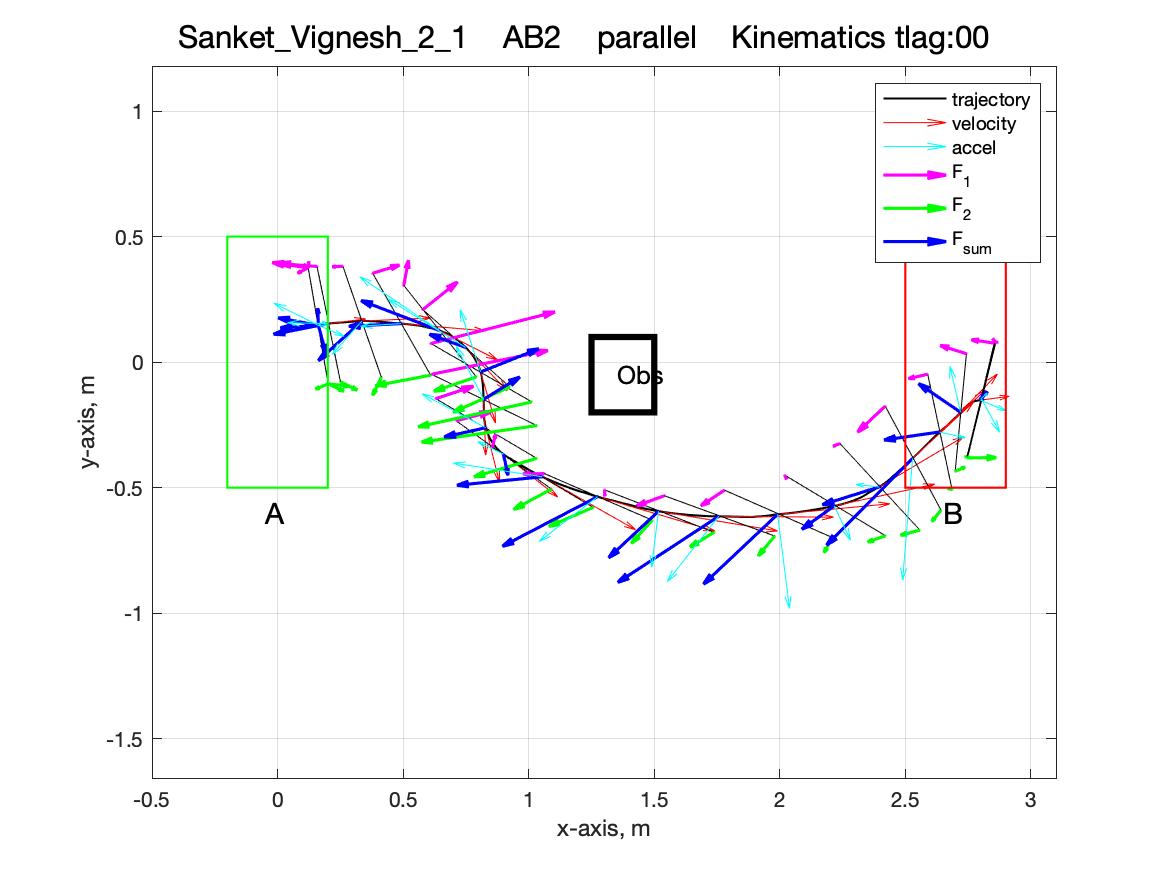 Sanket_Vignesh_2_1 AB2 parallel Kinematics tlag:00
trajectory
velocity
accel
F1
F2
Fsum
1
0.5
0
-0.5
-1
-1.5
y-axis, m
Obs
A
B
-0.5 0 0.5 1 1.5 2 2.5 3
x-axis, m